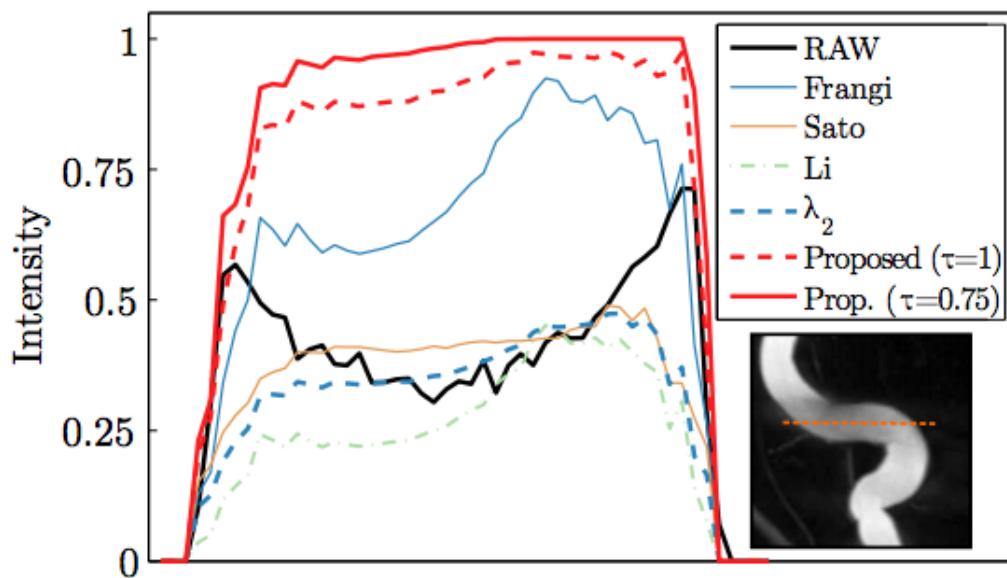 Intensity
1
0.75
0.5
0.25
0
RAW
Frangi
Sato
Li
λ₂
Proposed (τ=1)
Prop. (τ=0.75)